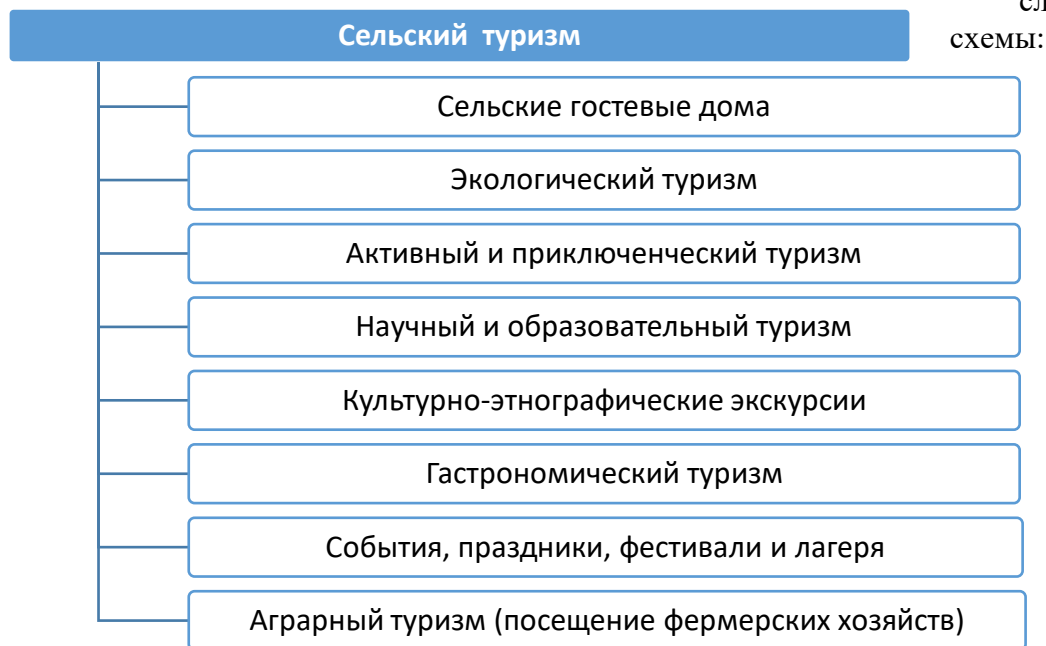 Сельский туризм
схемы:
Сельские гостевые дома
Экологический туризм
Активный и приключенческий туризм
Научный и образовательный туризм
Культурно-этнографические экскурсии
Гастрономический туризм
События, праздники, фестивали и лагеря
Аграрный туризм (посещение фермерских хозяйств)